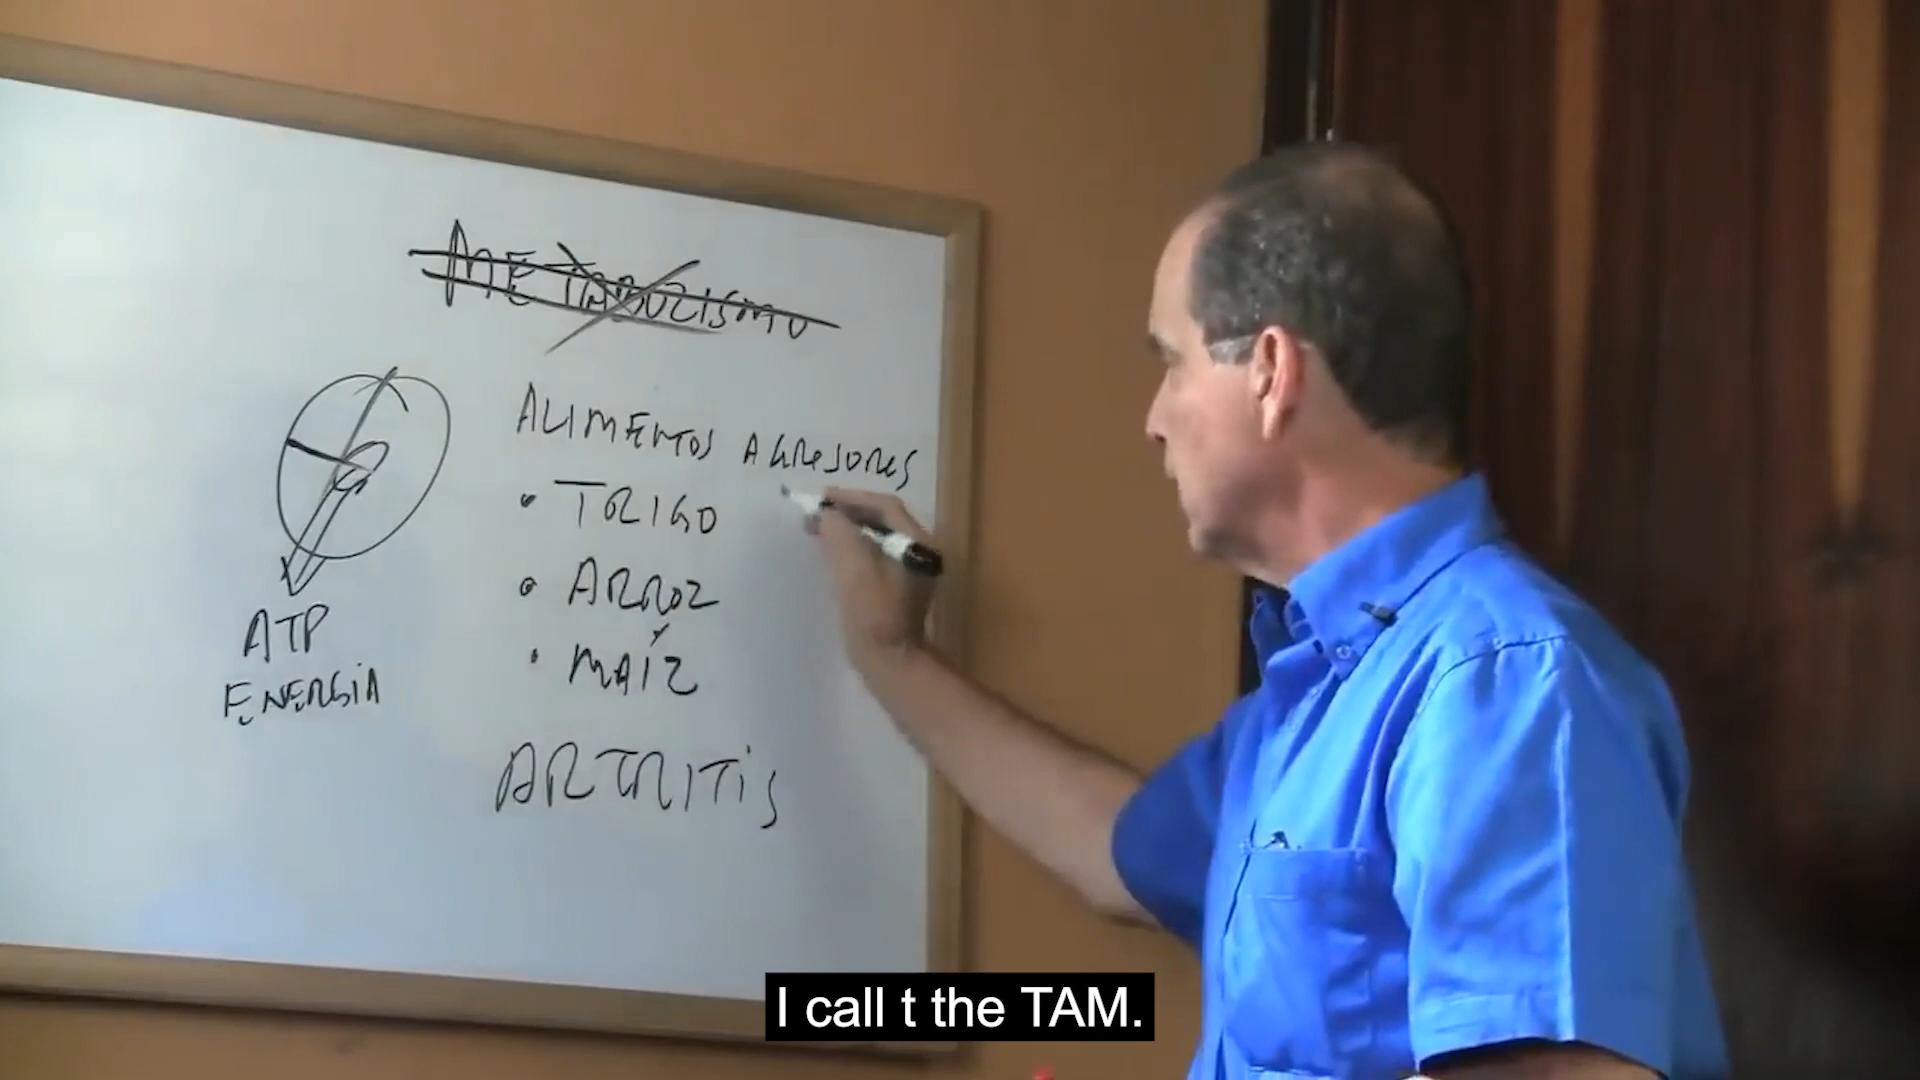 METABOLISMO
ALIMENTOS AGRESORES
• TRIGO
• ARROZ
• MAÍZ
ARTRITIS
ATP
ENERGIA
I call t the TAM.